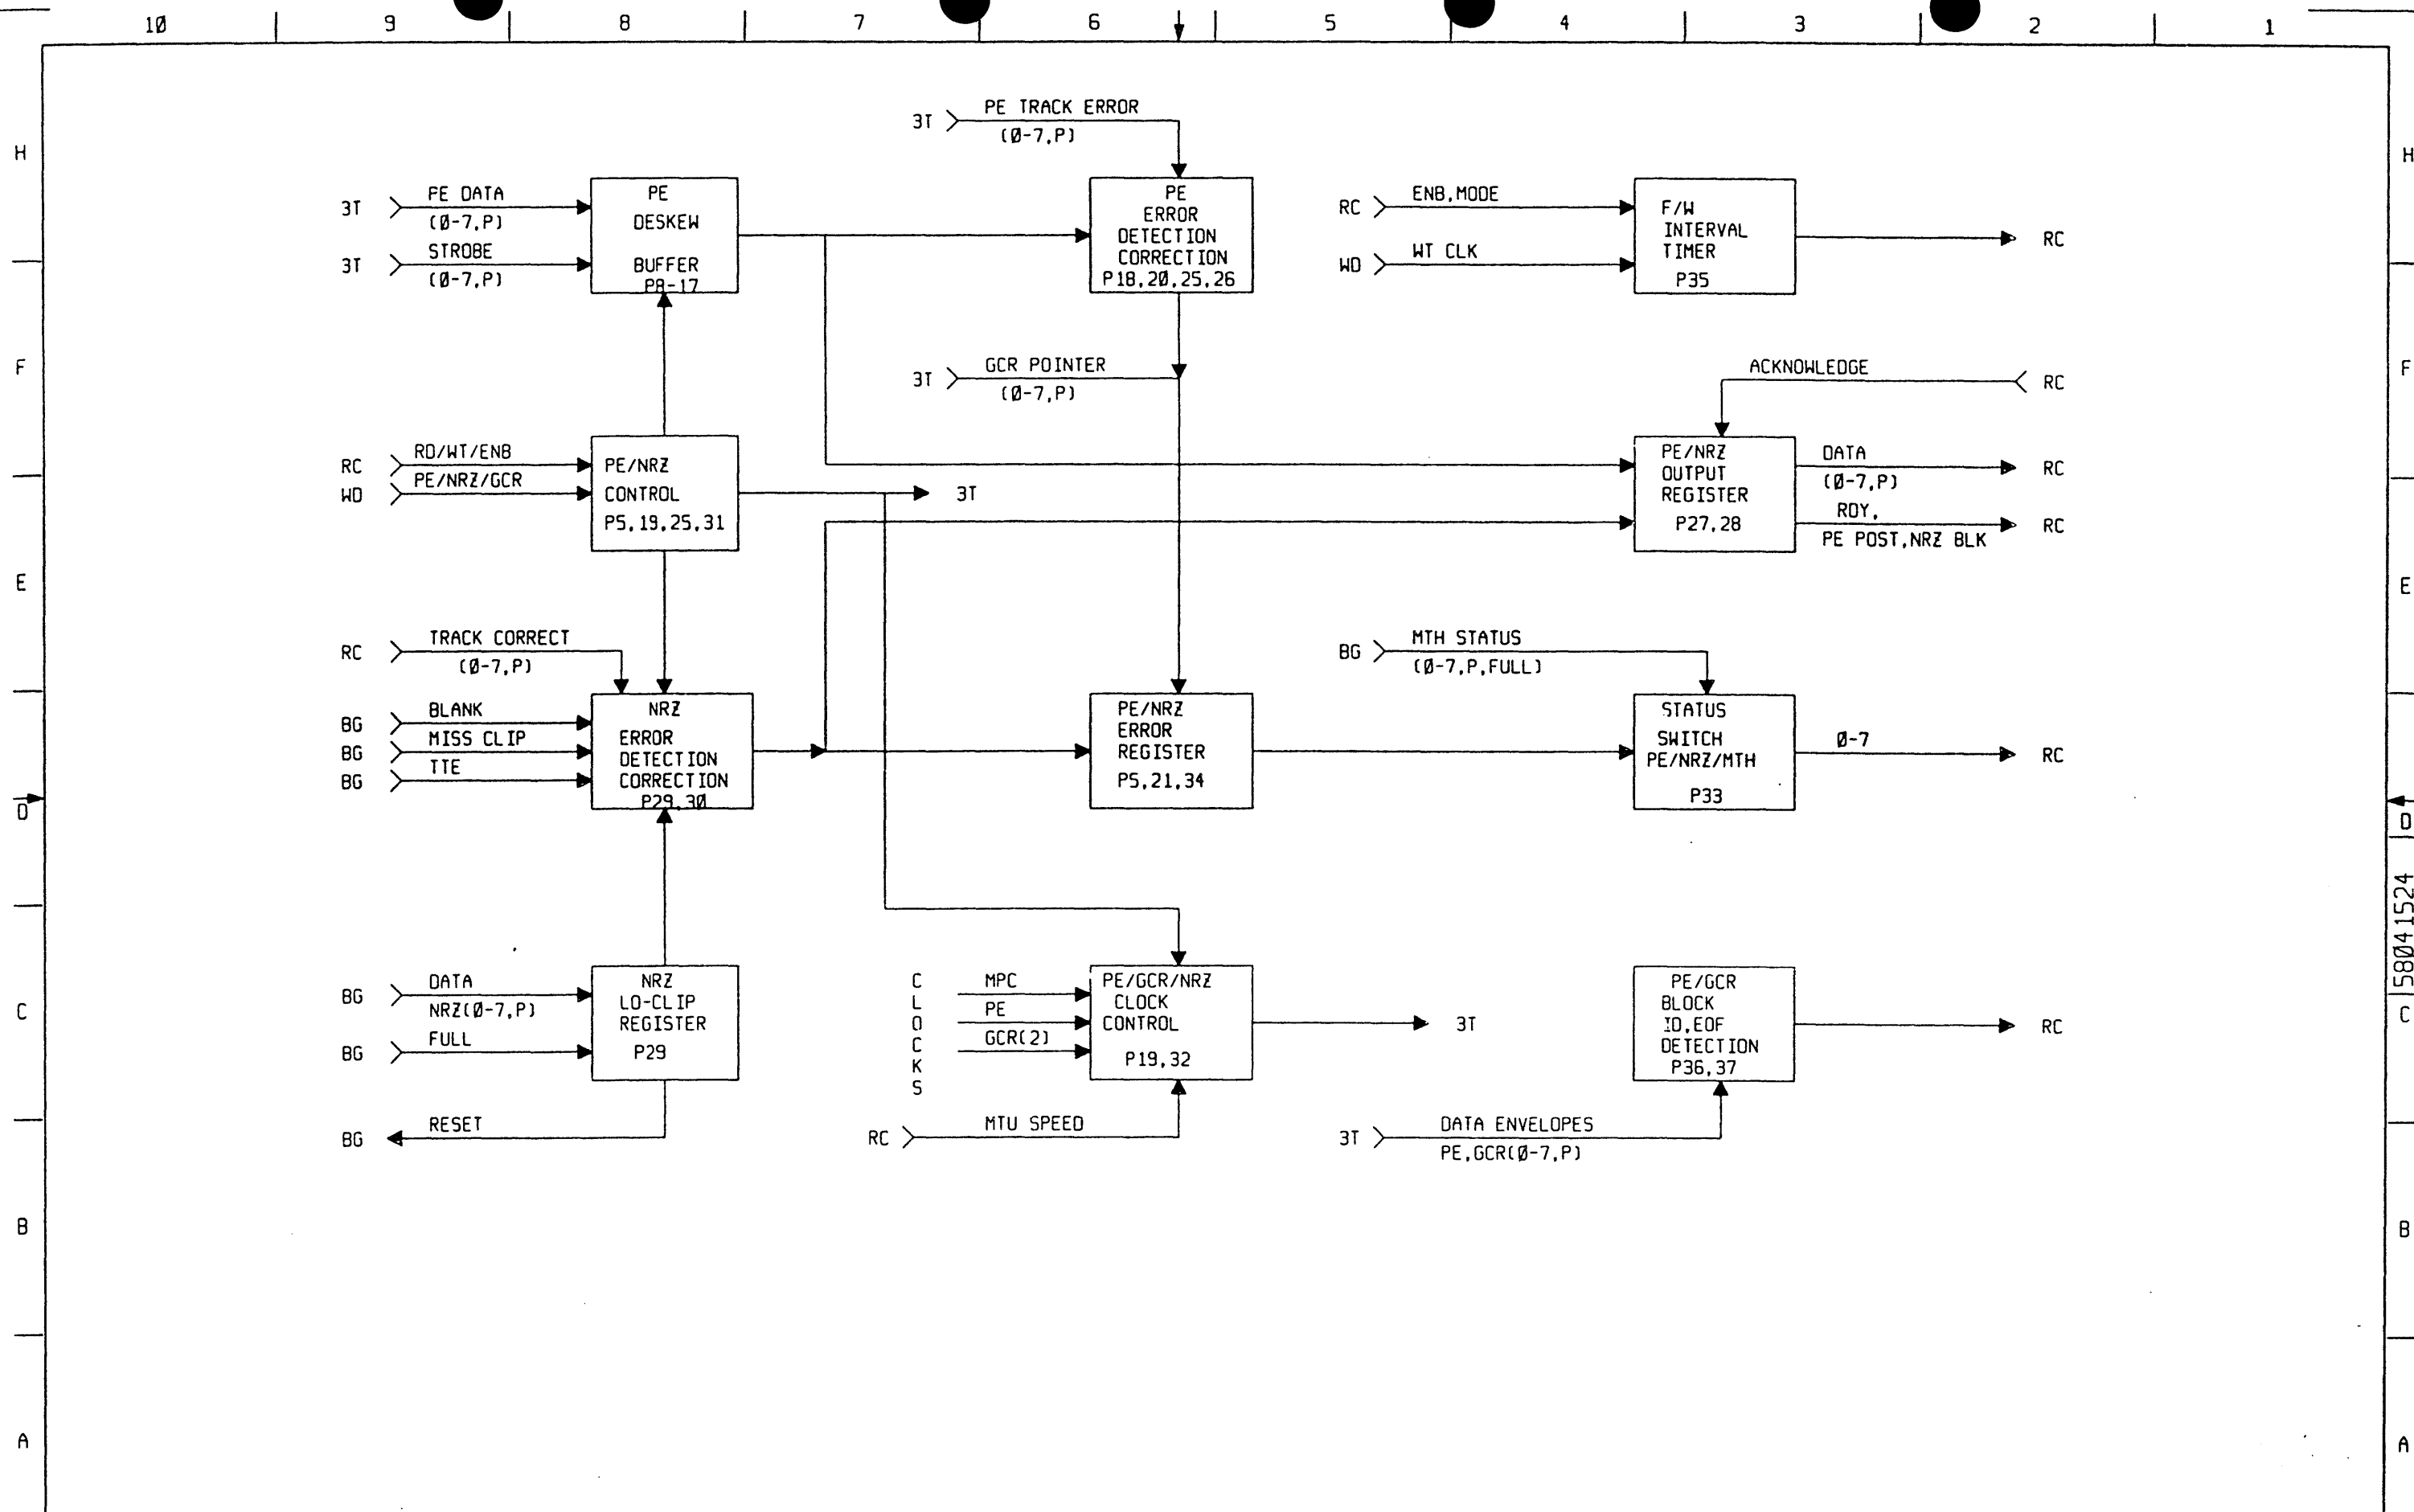 10 9 8 7 6 5 4 3 2 1
H
F
E
D
C
B
A
H
F
E
D
58041524
C
B
A
3T
PE TRACK ERROR
(Ø-7,P)
3T
PE DATA
(Ø-7,P)
3T
STROBE
(Ø-7,P)
PE
DESKEW
BUFFER
P8-17
PE
ERROR
DETECTION
CORRECTION
P18,2Ø,25,26
RC
ENB,MODE
WD
WT CLK
F/W
INTERVAL
TIMER
P35
RC
3T
GCR POINTER
(Ø-7,P)
ACKNOWLEDGE
RC
RC
RD/WT/ENB
WD
PE/NRZ/GCR
PE/NRZ
CONTROL
P5,19,25,31
3T
PE/NRZ
OUTPUT
REGISTER
P27,28
DATA
(Ø-7,P)
RC
RDY,
PE POST,NRZ BLK
RC
RC
TRACK CORRECT
(Ø-7,P)
BG
BLANK
BG
MISS CLIP
BG
TTE
NRZ
ERROR
DETECTION
CORRECTION
P29,3Ø
PE/NRZ
ERROR
REGISTER
P5,21,34
BG
MTH STATUS
(Ø-7,P,FULL)
STATUS
SWITCH
PE/NRZ/MTH
P33
Ø-7
RC
BG
DATA
NRZ(Ø-7,P)
BG
FULL
NRZ
LO-CLIP
REGISTER
P29
BG
RESET
CLOCKS
MPC
PE
GCR(2)
PE/GCR/NRZ
CLOCK
CONTROL
P19,32
3T
RC
MTU SPEED
PE/GCR
BLOCK
ID,EOF
DETECTION
P36,37
RC
3T
DATA ENVELOPES
PE,GCR(Ø-7,P)